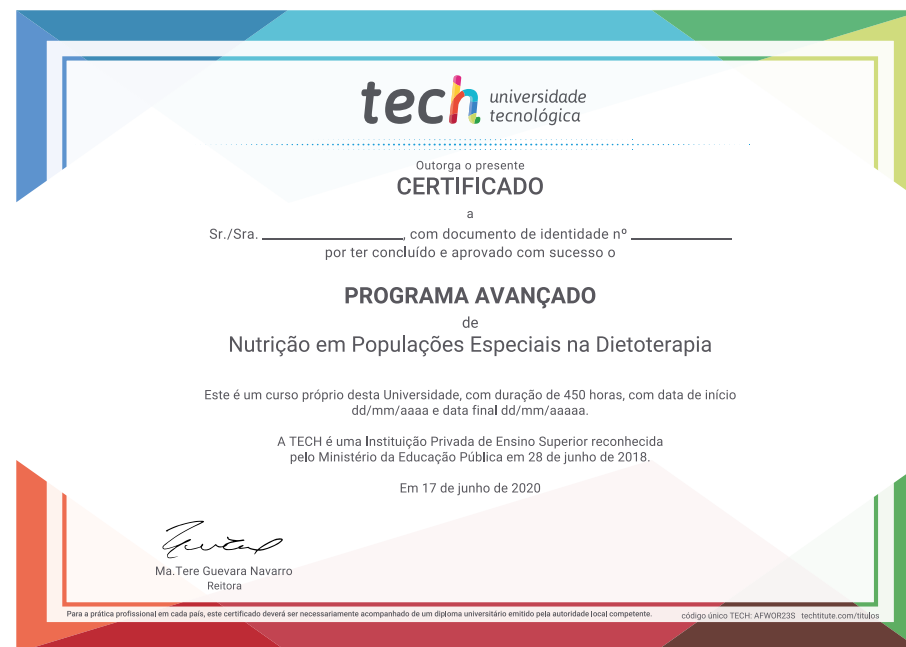 tech universidade
tecnológica
Outorga o presente
CERTIFICADO
a
Sr./Sra. ________________, com documento de identidade nº ____________
por ter concluído e aprovado com sucesso o
PROGRAMA AVANÇADO
de
Nutrição em Populações Especiais na Dietoterapia
Este é um curso próprio desta Universidade, com duração de 450 horas, com data de início
dd/mm/aaaa e data final dd/mm/aaaaa.
A TECH é uma Instituição Privada de Ensino Superior reconhecida
pelo Ministério da Educação Pública em 28 de junho de 2018.
Em 17 de junho de 2020
Ma.Tere Guevara Navarro
Reitora
Para a prática profissional em cada país, este certificado deverá ser necessariamente acompanhado de um diploma universitário emitido pela autoridade local competente.
código único TECH: AFWOR23S techtitute.com/titulos